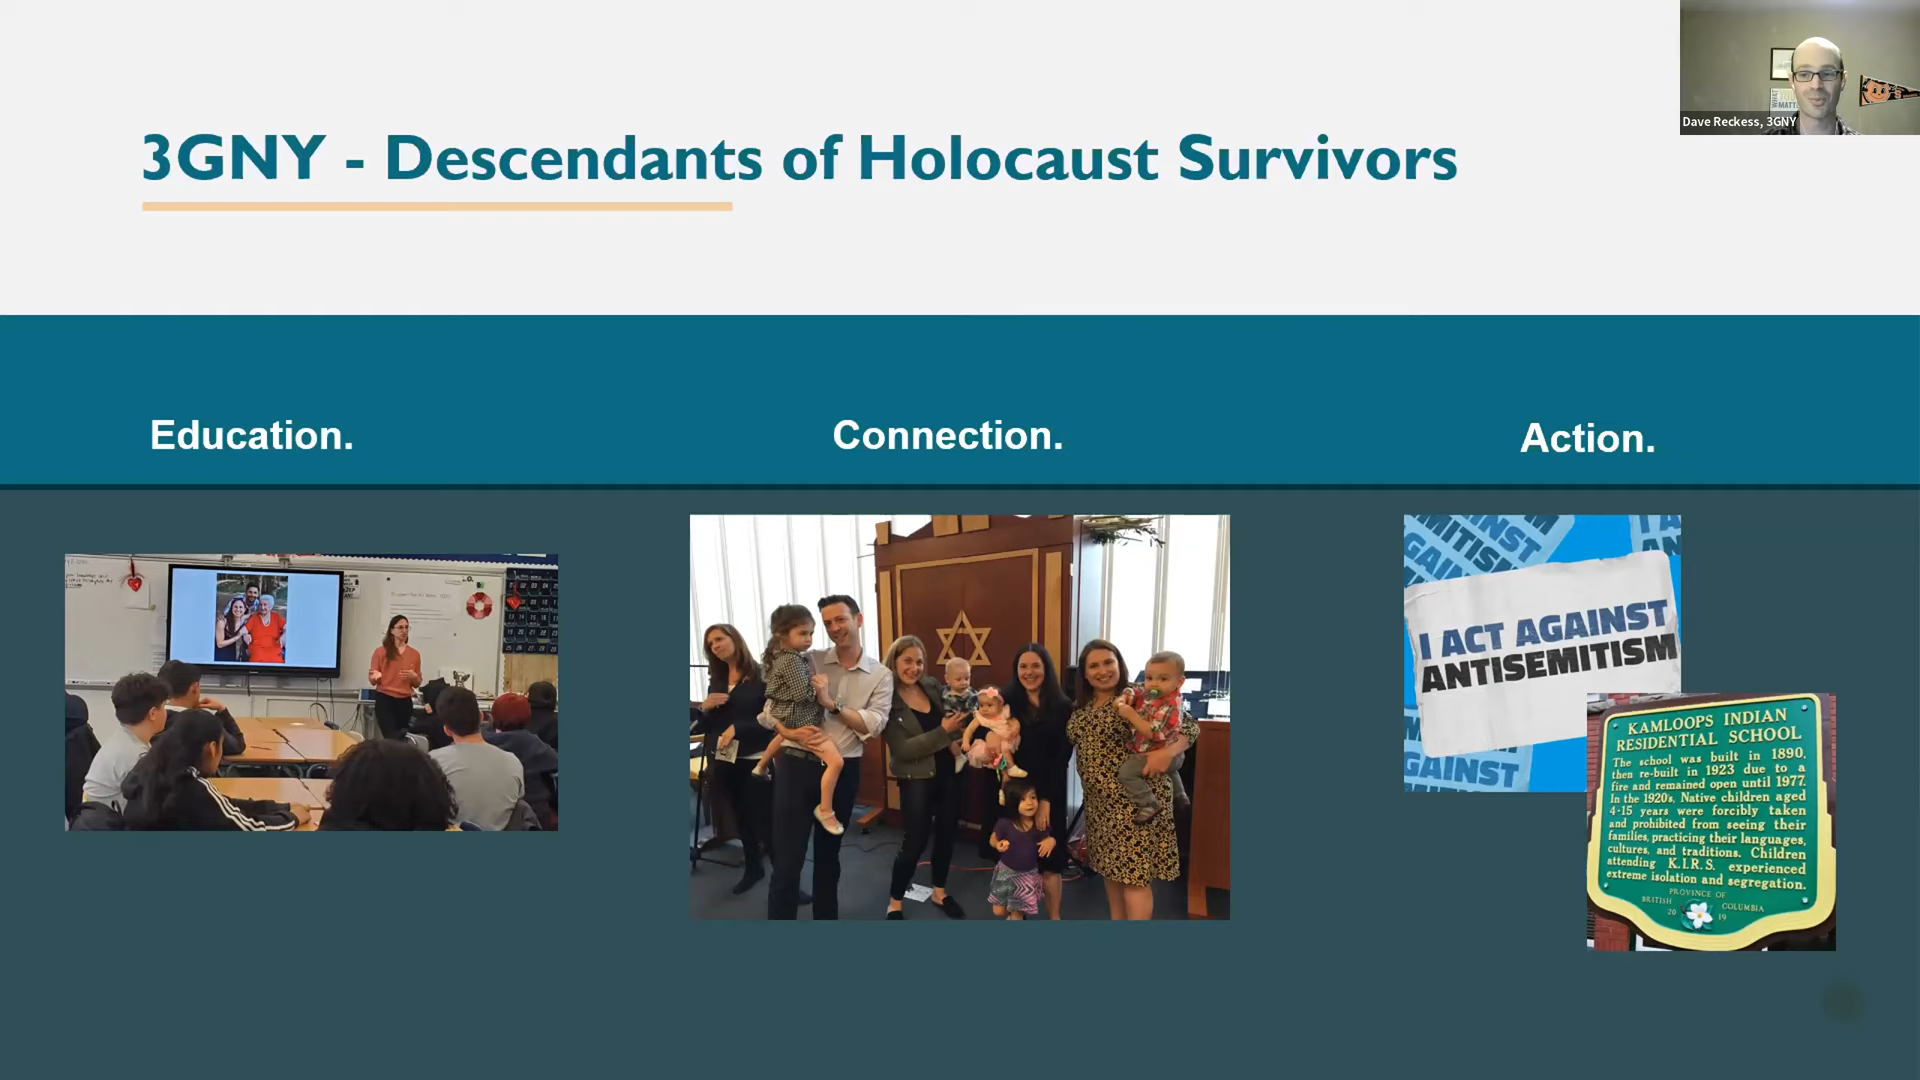 Dave Reckess, 3GNY
3GNY - Descendants of Holocaust Survivors
Education.
Connection.
Action.
I ACT AGAINST
ANTISEMITISM
KAMLOOPS INDIAN
RESIDENTIAL SCHOOL
The school was built in 1890,
then re-built in 1923 due to a
fire and remained open until 1977.
In the 1920s, Native children aged
4-15 years were forcibly taken
and prohibited from seeing their
families, practicing their languages,
cultures, and traditions. Children
attending K.I.R.S. experienced
extreme isolation and segregation.
PROVINCE OF
BRITISH COLUMBIA
20 19